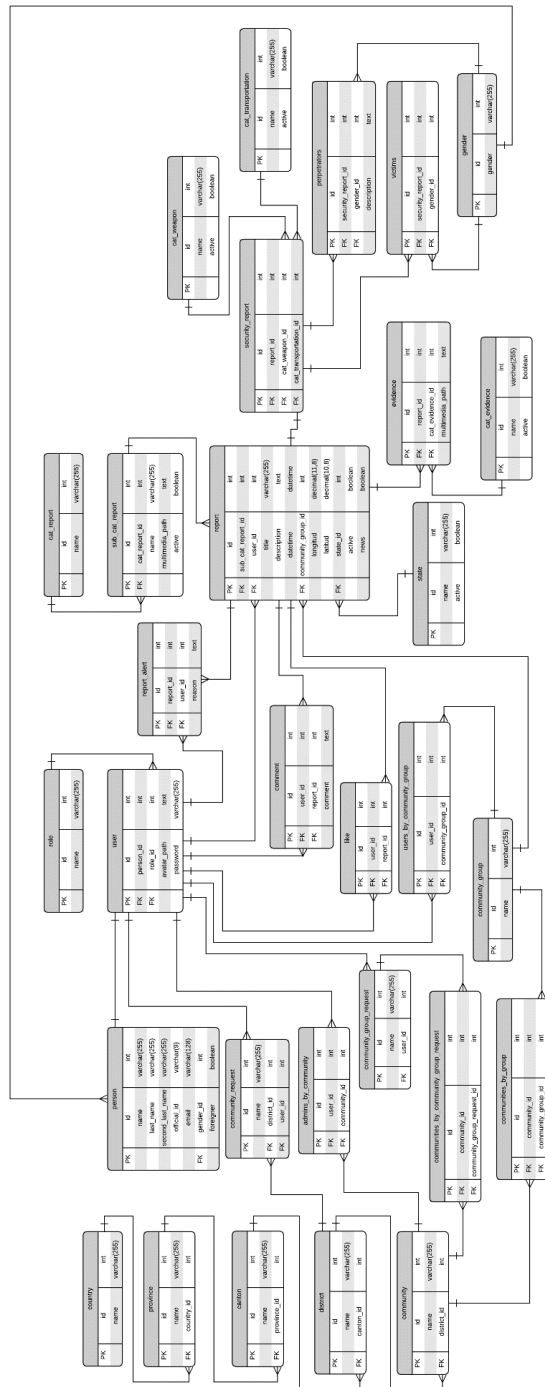 country
PK id int
name varchar(255)
province
PK id int
name varchar(255)
FK country_id int
canton
PK id int
name varchar(255)
FK province_id int
district
PK id int
name varchar(255)
FK canton_id int
community
PK id int
name varchar(255)
FK district_id int
person
PK id int
name varchar(255)
last_name varchar(255)
second_last_name varchar(255)
official_id varchar(9)
email varchar(128)
FK gender_id int
foreigner boolean
community_request
PK id int
name varchar(255)
FK district_id int
FK user_id int
admins_by_community
PK id int
FK user_id int
FK community_id int
communities_by_community_group_request
PK id int
FK community_id int
FK community_group_request_id int
communities_by_group
PK id int
FK community_id int
FK community_group_id int
community_group_request
PK id int
name varchar(255)
FK user_id int
role
PK id int
name varchar(255)
user
PK id int
FK person_id int
FK role_id int
avatar_path text
password varchar(255)
comment
PK id int
FK user_id int
FK report_id int
comment text
like
PK id int
FK user_id int
FK report_id int
users_by_community_group
PK id int
FK user_id int
FK community_group_id int
community_group
PK id int
name varchar(255)
report_alert
PK id int
FK report_id int
FK user_id int
reason text
cat_report
PK id int
name varchar(255)
sub_cat_report
PK id int
FK cat_report_id int
name varchar(255)
multimedia_path text
active boolean
report
PK id int
FK sub_cat_report_id int
FK user_id int
title varchar(255)
description text
datetime datetime
FK community_group_id int
longitud decimal(11,8)
latitud decimal(10,8)
FK state_id int
active boolean
news boolean
state
PK id int
name varchar(255)
active boolean
evidence
PK id int
FK report_id int
FK cat_evidence_id int
multimedia_path text
cat_evidence
PK id int
name varchar(255)
active boolean
security_report
PK id int
FK report_id int
FK cat_weapon_id int
FK cat_transportation_id int
cat_weapon
PK id int
name varchar(255)
active boolean
cat_transportation
PK id int
name varchar(255)
active boolean
perpetrators
PK id int
FK security_report_id int
FK gender_id int
description text
victims
PK id int
FK security_report_id int
FK gender_id int
gender
PK id int
gender varchar(255)